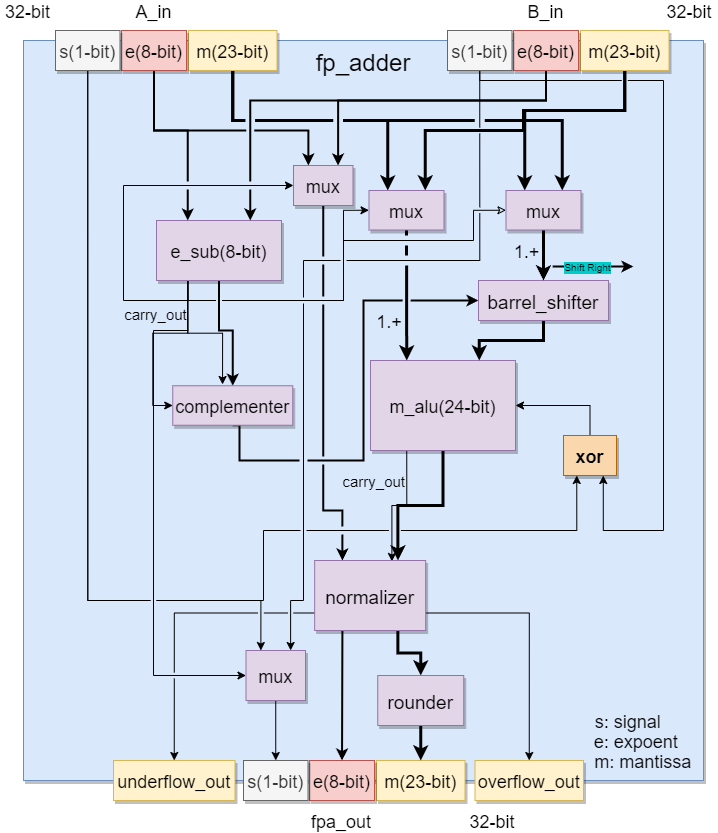 32-bit A_in B_in 32-bit
s(1-bit) e(8-bit) m(23-bit) s(1-bit) e(8-bit) m(23-bit)
fp_adder
mux
mux mux
e_sub(8-bit) 1.+
Shift Right
barrel_shifter
carry_out
1.+
complementer m_alu(24-bit)
xor
carry_out
normalizer
mux
rounder
s: signal
e: expoent
m: mantissa
underflow_out s(1-bit) e(8-bit) m(23-bit) overflow_out
fpa_out 32-bit